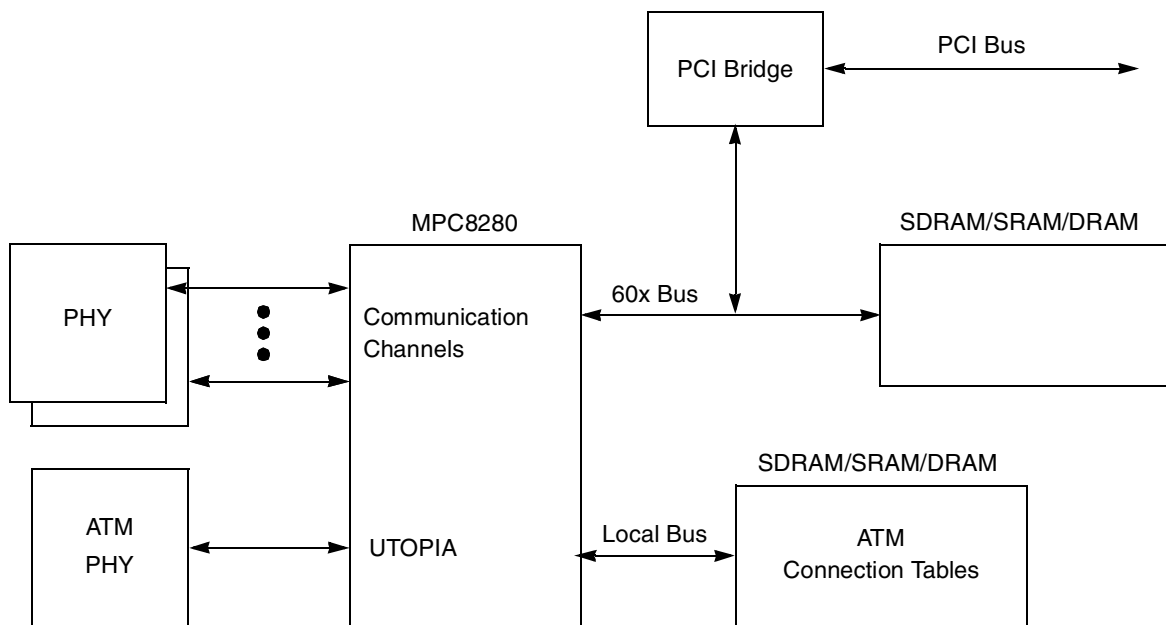 PCI Bus
PCI Bridge
MPC8280
SDRAM/SRAM/DRAM
PHY
60x Bus
Communication
Channels
SDRAM/SRAM/DRAM
ATM
PHY
UTOPIA
Local Bus
ATM
Connection Tables